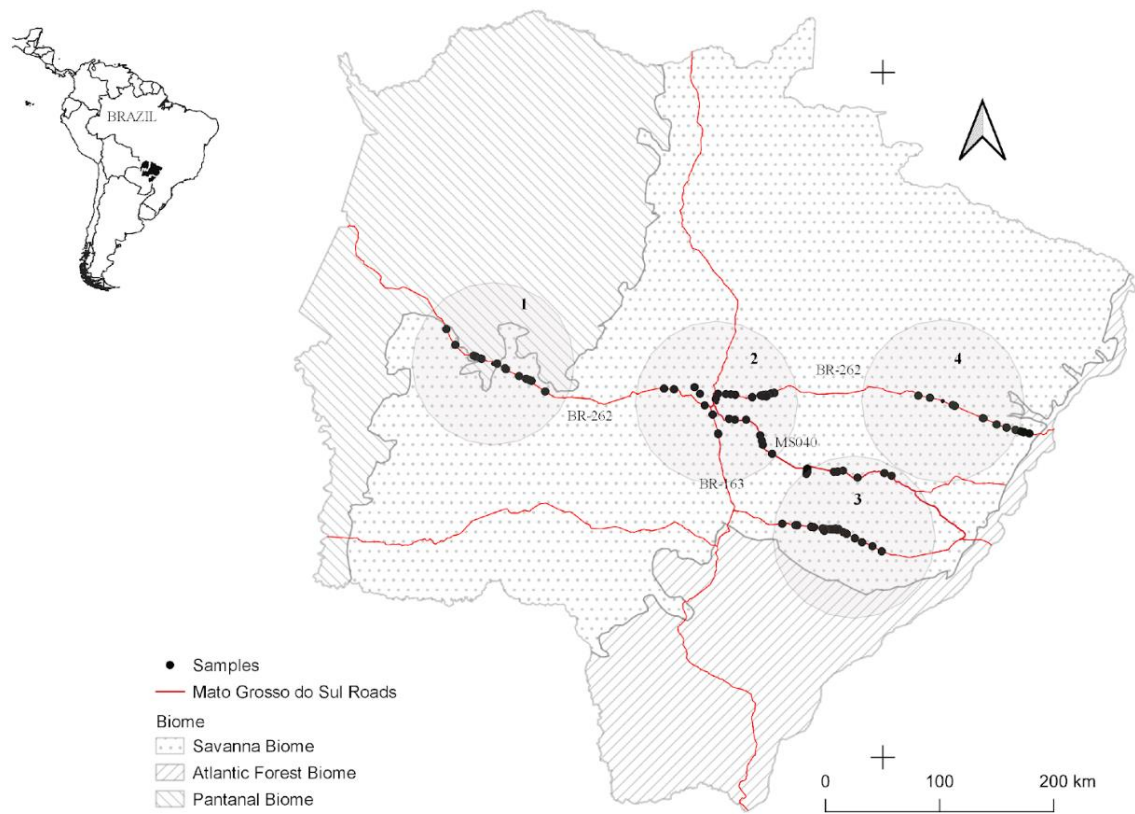 BRAZIL
1
2
4
BR-262
BR-262
MS040
BR-163
3
Samples
Mato Grosso do Sul Roads
Biome
Savanna Biome
Atlantic Forest Biome
Pantanal Biome
0 100 200 km